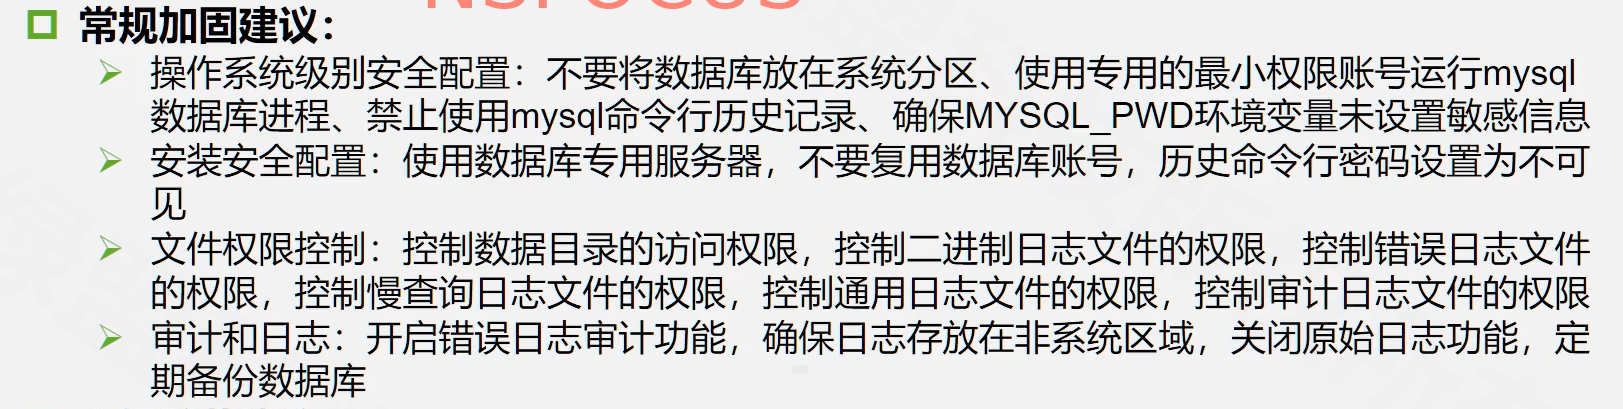 NSFOCUS
常规加固建议：
操作系统级别安全配置：不要将数据库放在系统分区、使用专用的最小权限账号运行mysql
数据库进程、禁止使用mysql命令行历史记录、确保MYSQL_PWD环境变量未设置敏感信息
安装安全配置：使用数据库专用服务器，不要复用数据库账号，历史命令行密码设置为不可
见
文件权限控制：控制数据目录的访问权限，控制二进制日志文件的权限，控制错误日志文件
的权限，控制慢查询日志文件的权限，控制通用日志文件的权限，控制审计日志文件的权限
审计和日志：开启错误日志审计功能，确保日志存放在非系统区域，关闭原始日志功能，定
期备份数据库